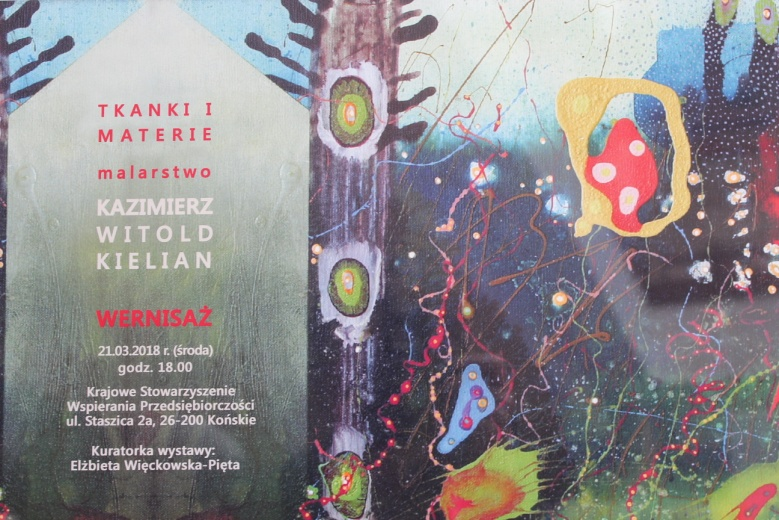 TKANKI I
MATERIE
malarstwo
KAZIMIERZ
WITOLD
KIELIAN
WERNISAŻ
21.03.2018 r. (środa)
godz. 18.00
Krajowe Stowarzyszenie
Wspierania Przedsiębiorczości
ul. Staszica 2a, 26-200 Końskie
Kuratorka wystawy:
Elżbieta Więckowska-Pięta